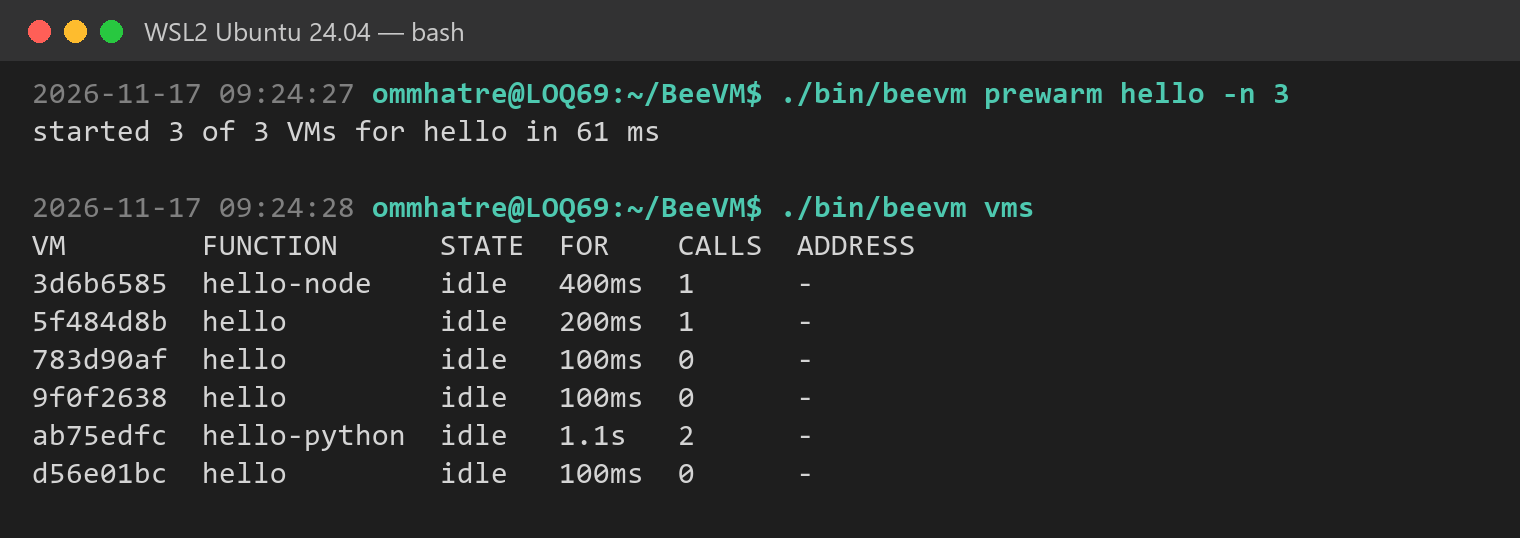 WSL2 Ubuntu 24.04 — bash
2026-11-17 09:24:27 ommhatre@LOQ69:~/BeeVM$ ./bin/beevm prewarm hello -n 3
started 3 of 3 VMs for hello in 61 ms
2026-11-17 09:24:28 ommhatre@LOQ69:~/BeeVM$ ./bin/beevm vms
VM        FUNCTION      STATE  FOR    CALLS  ADDRESS
3d6b6585  hello-node    idle   400ms  1      -
5f484d8b  hello         idle   200ms  1      -
783d90af  hello         idle   100ms  0      -
9f0f2638  hello         idle   100ms  0      -
ab75edfc  hello-python  idle   1.1s   2      -
d56e01bc  hello         idle   100ms  0      -